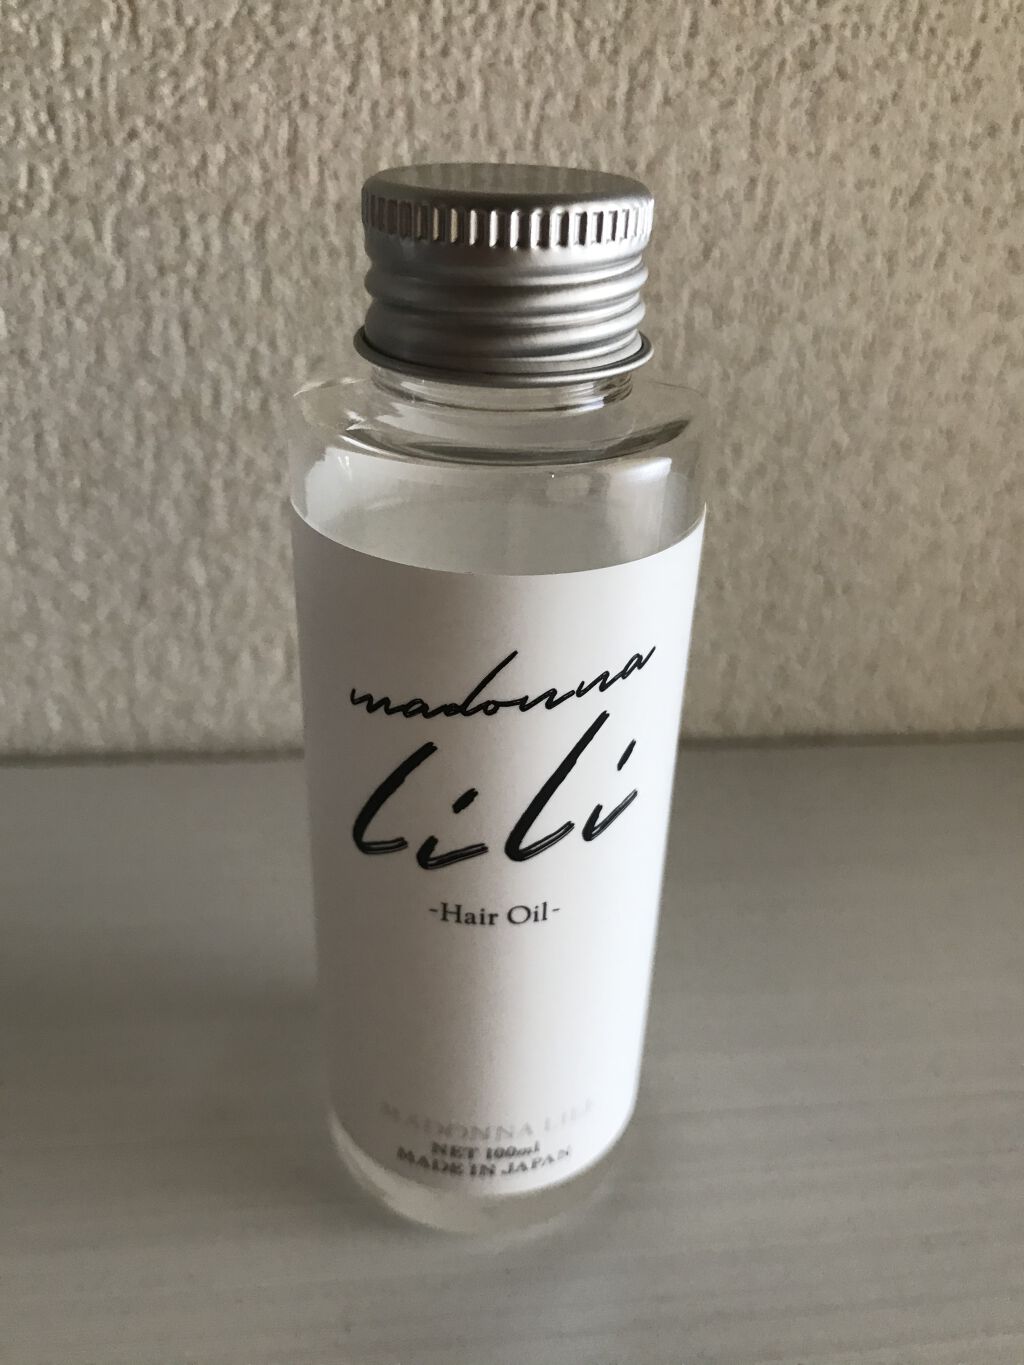 madonna
lili
-Hair Oil-
MADONNA LILI
NET 100ml
MADE IN JAPAN